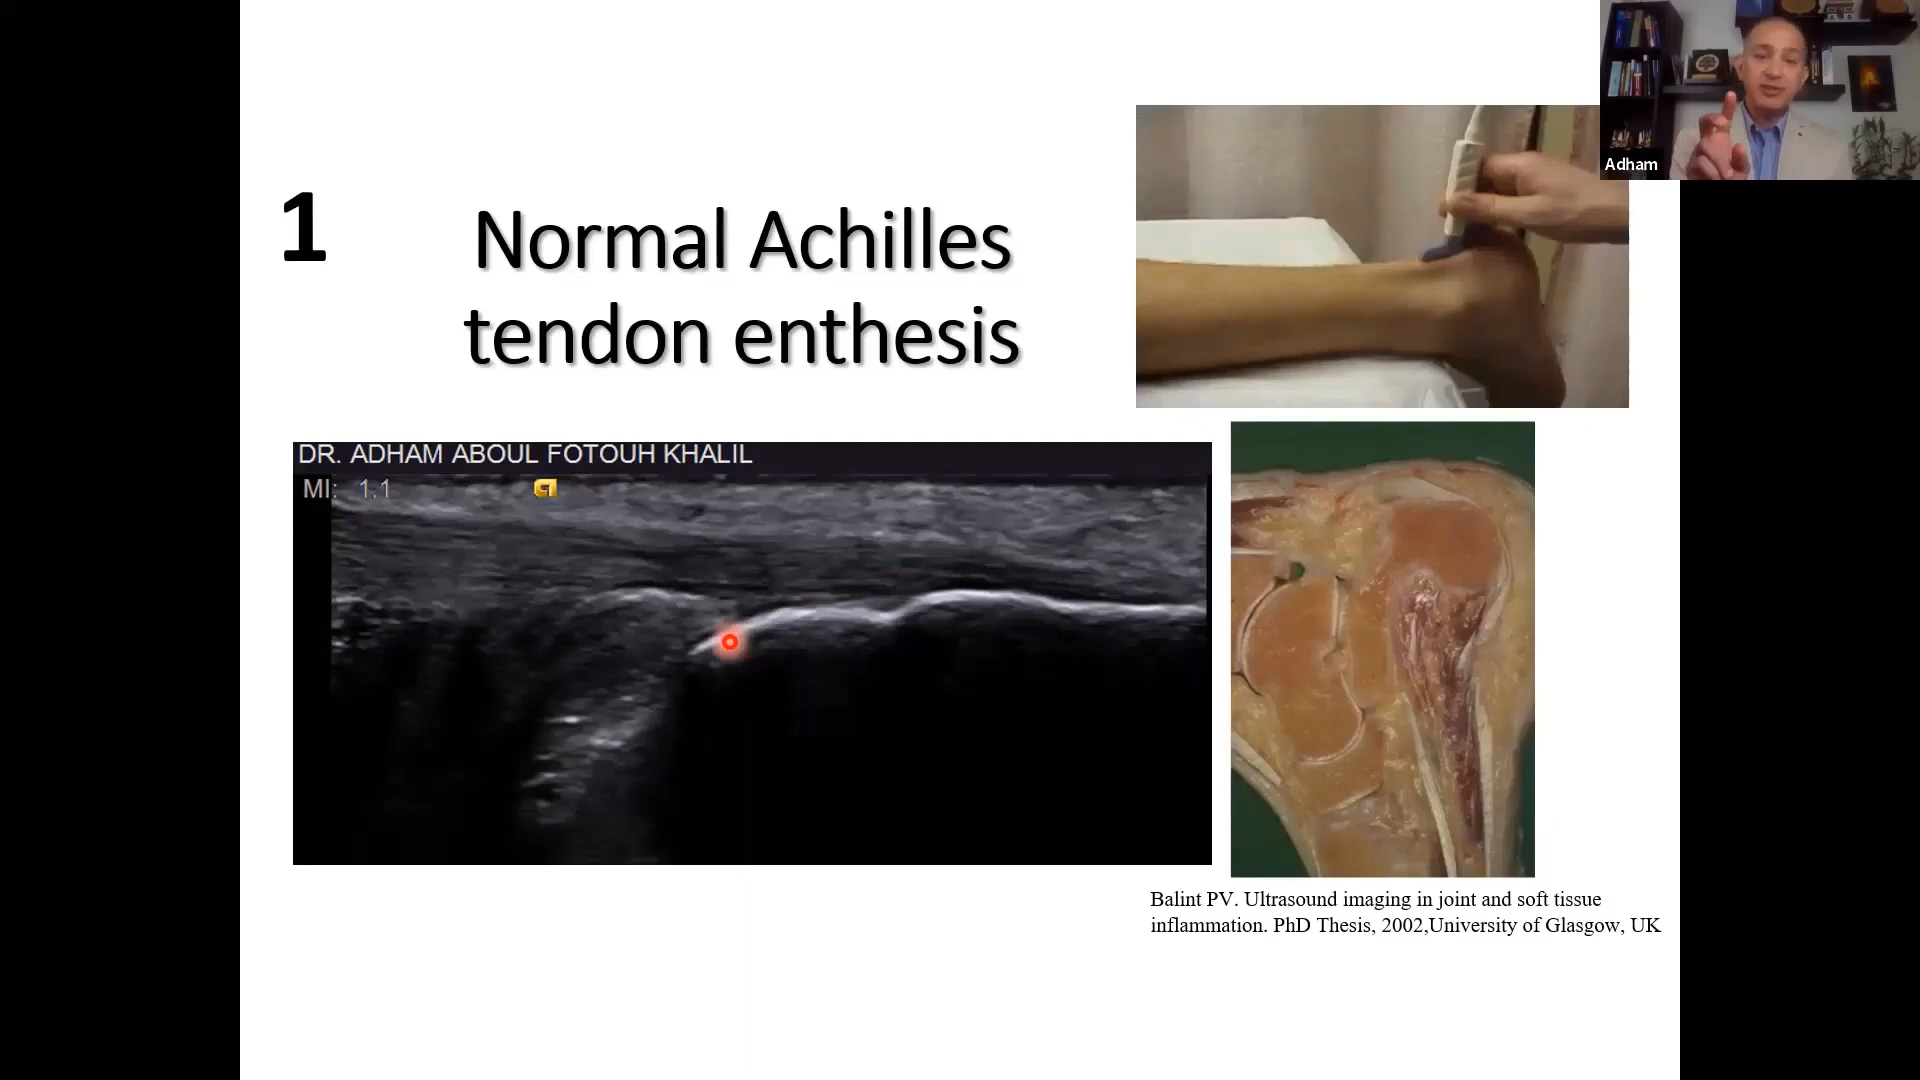 Adham
1
Normal Achilles
tendon enthesis
DR. ADHAM ABOUL FOTOUH KHALIL
MI: 1.1
Balint PV. Ultrasound imaging in joint and soft tissue
inflammation. PhD Thesis, 2002,University of Glasgow, UK